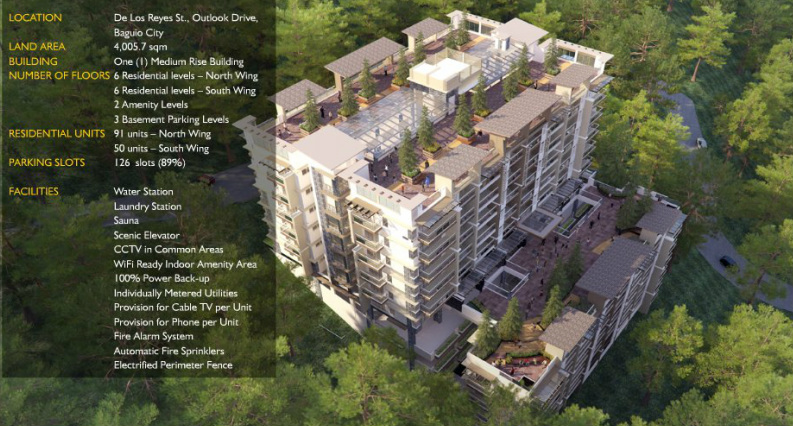 LOCATION De Los Reyes St., Outlook Drive,
Baguio City
LAND AREA 4,005.7 sqm
BUILDING One (1) Medium Rise Building
NUMBER OF FLOORS 6 Residential levels – North Wing
6 Residential levels – South Wing
2 Amenity Levels
3 Basement Parking Levels
RESIDENTIAL UNITS 91 units – North Wing
50 units – South Wing
PARKING SLOTS 126 slots (89%)
FACILITIES Water Station
Laundry Station
Sauna
Scenic Elevator
CCTV in Common Areas
WiFi Ready Indoor Amenity Area
100% Power Back-up
Individually Metered Utilities
Provision for Cable TV per Unit
Provision for Phone per Unit
Fire Alarm System
Automatic Fire Sprinklers
Electrified Perimeter Fence